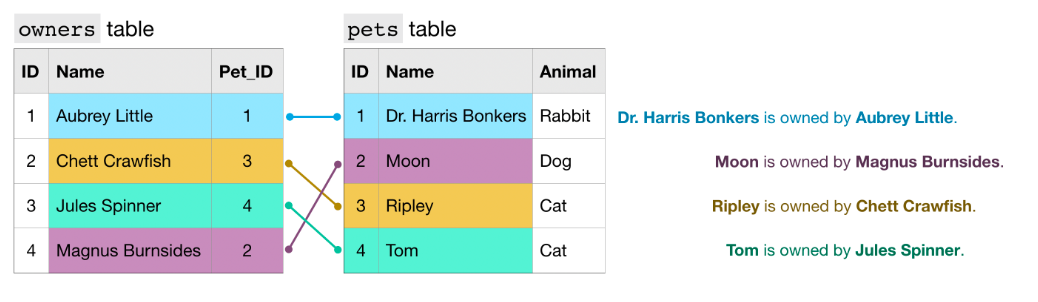 owners table
ID Name Pet_ID
1 Aubrey Little 1
2 Chett Crawfish 3
3 Jules Spinner 4
4 Magnus Burnsides 2
pets table
ID Name Animal
1 Dr. Harris Bonkers Rabbit
2 Moon Dog
3 Ripley Cat
4 Tom Cat
Dr. Harris Bonkers is owned by Aubrey Little.
Moon is owned by Magnus Burnsides.
Ripley is owned by Chett Crawfish.
Tom is owned by Jules Spinner.